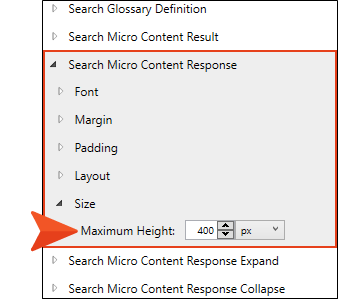 Search Glossary Definition
Search Micro Content Result
Search Micro Content Response
Font
Margin
Padding
Layout
Size
Maximum Height: 400 px
Search Micro Content Response Expand
Search Micro Content Response Collapse